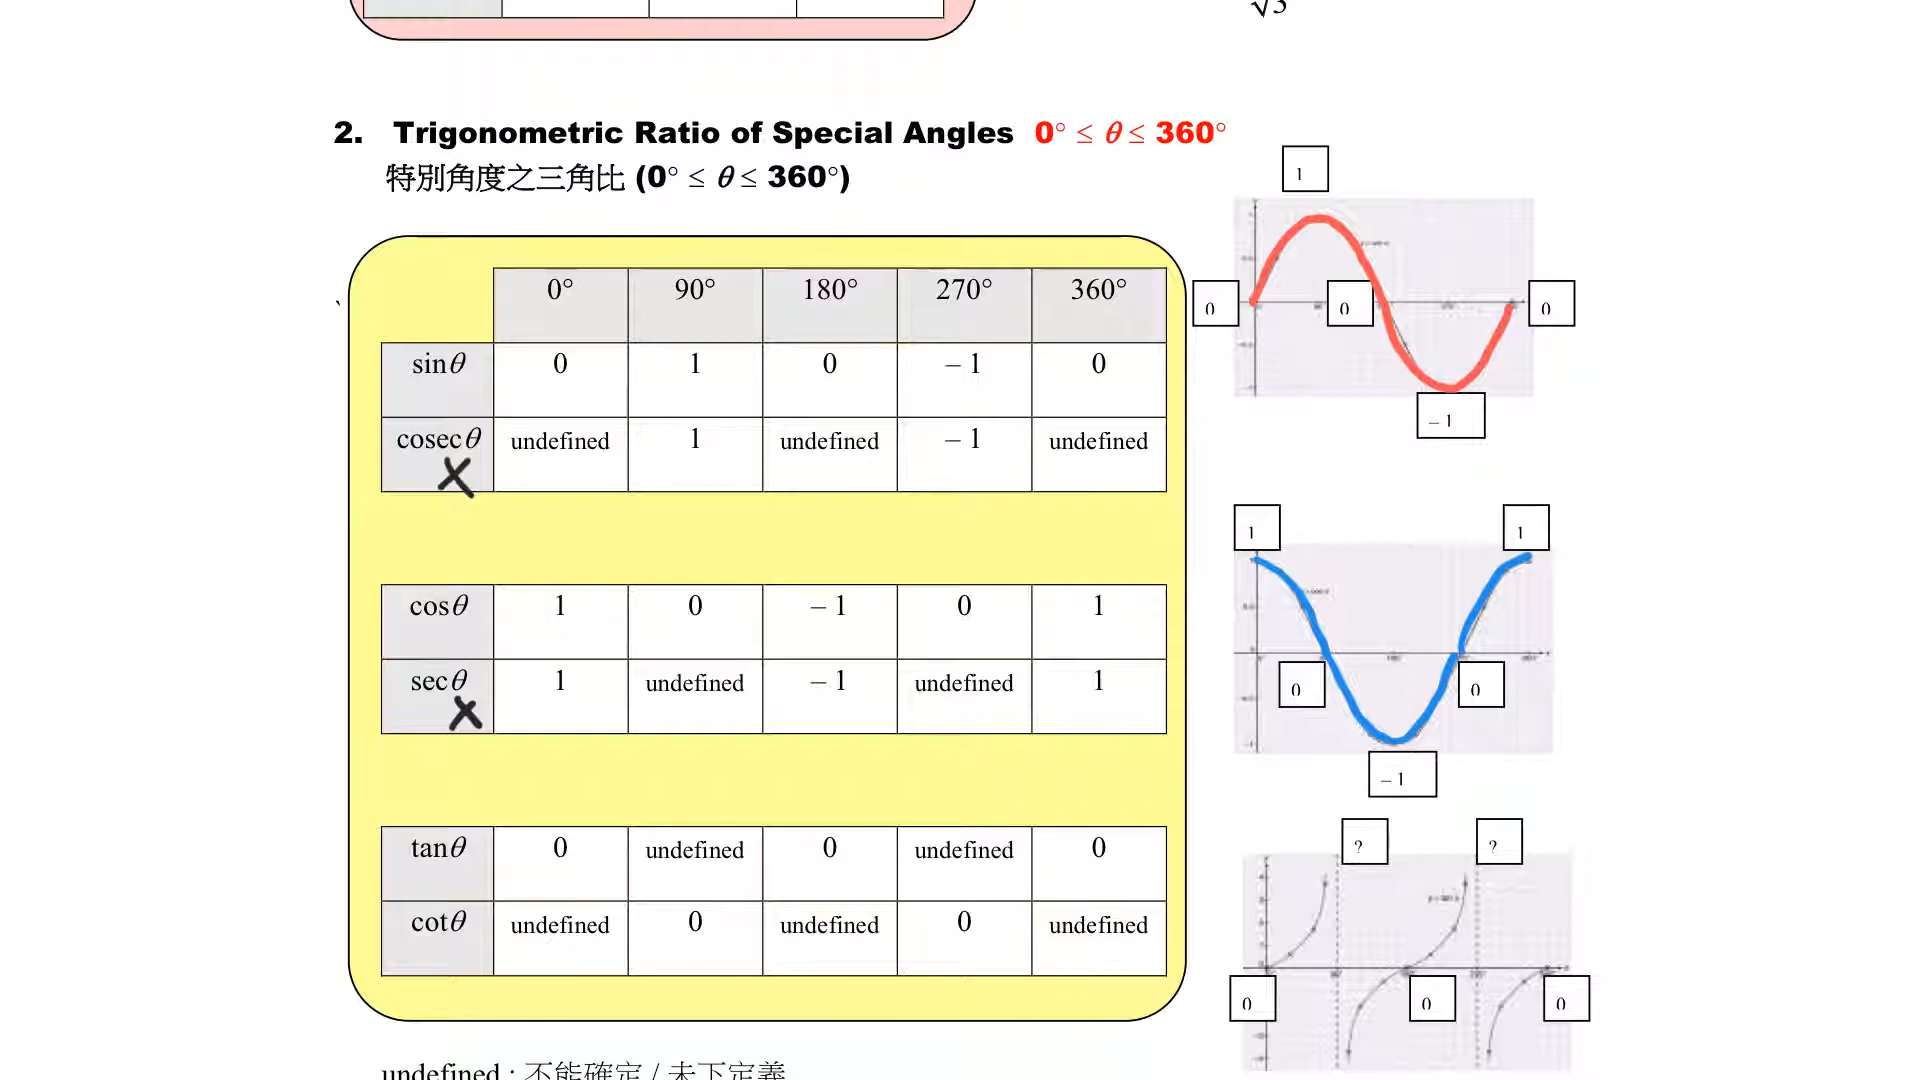 √3
2. Trigonometric Ratio of Special Angles 0° ≤ θ ≤ 360°
特別角度之三角比 (0° ≤ θ ≤ 360°)
0° 90° 180° 270° 360°
sinθ 0 1 0 – 1 0
cosecθ undefined 1 undefined – 1 undefined
cosθ 1 0 – 1 0 1
secθ 1 undefined – 1 undefined 1
tanθ 0 undefined 0 undefined 0
cotθ undefined 0 undefined 0 undefined
undefined : 不能確定 / 未下定義
1
0 0 0
– 1
1 1
0 0
– 1
? ?
0 0 0